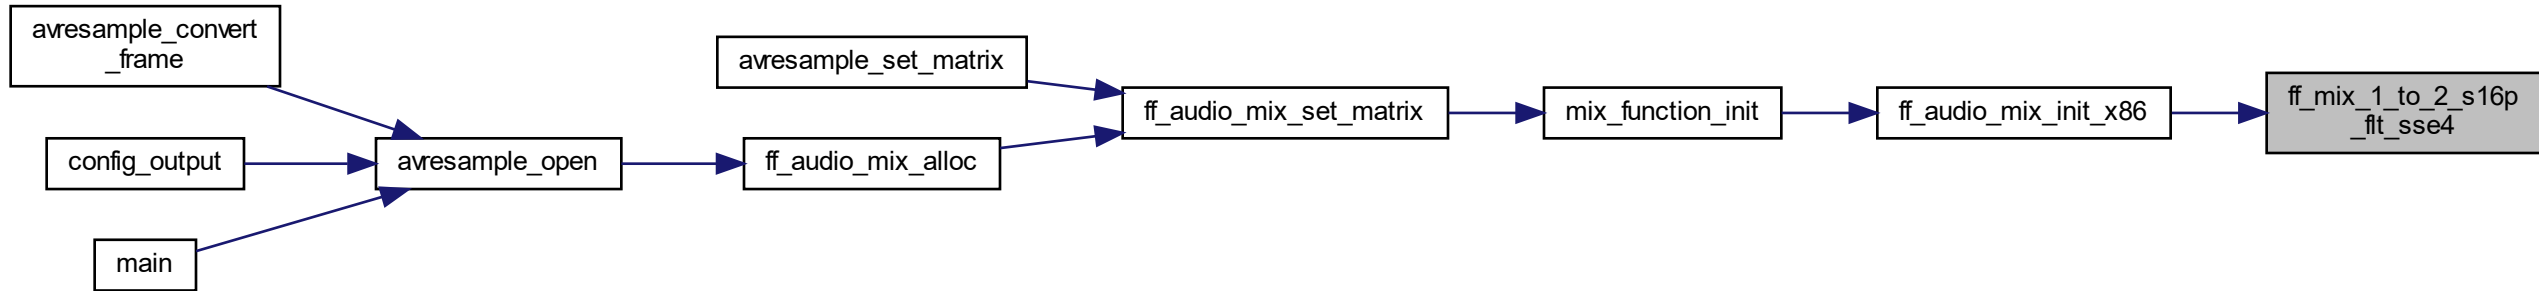 avresample_convert
_frame
config_output
main
avresample_open
avresample_set_matrix
ff_audio_mix_alloc
ff_audio_mix_set_matrix
mix_function_init
ff_audio_mix_init_x86
ff_mix_1_to_2_s16p
_flt_sse4